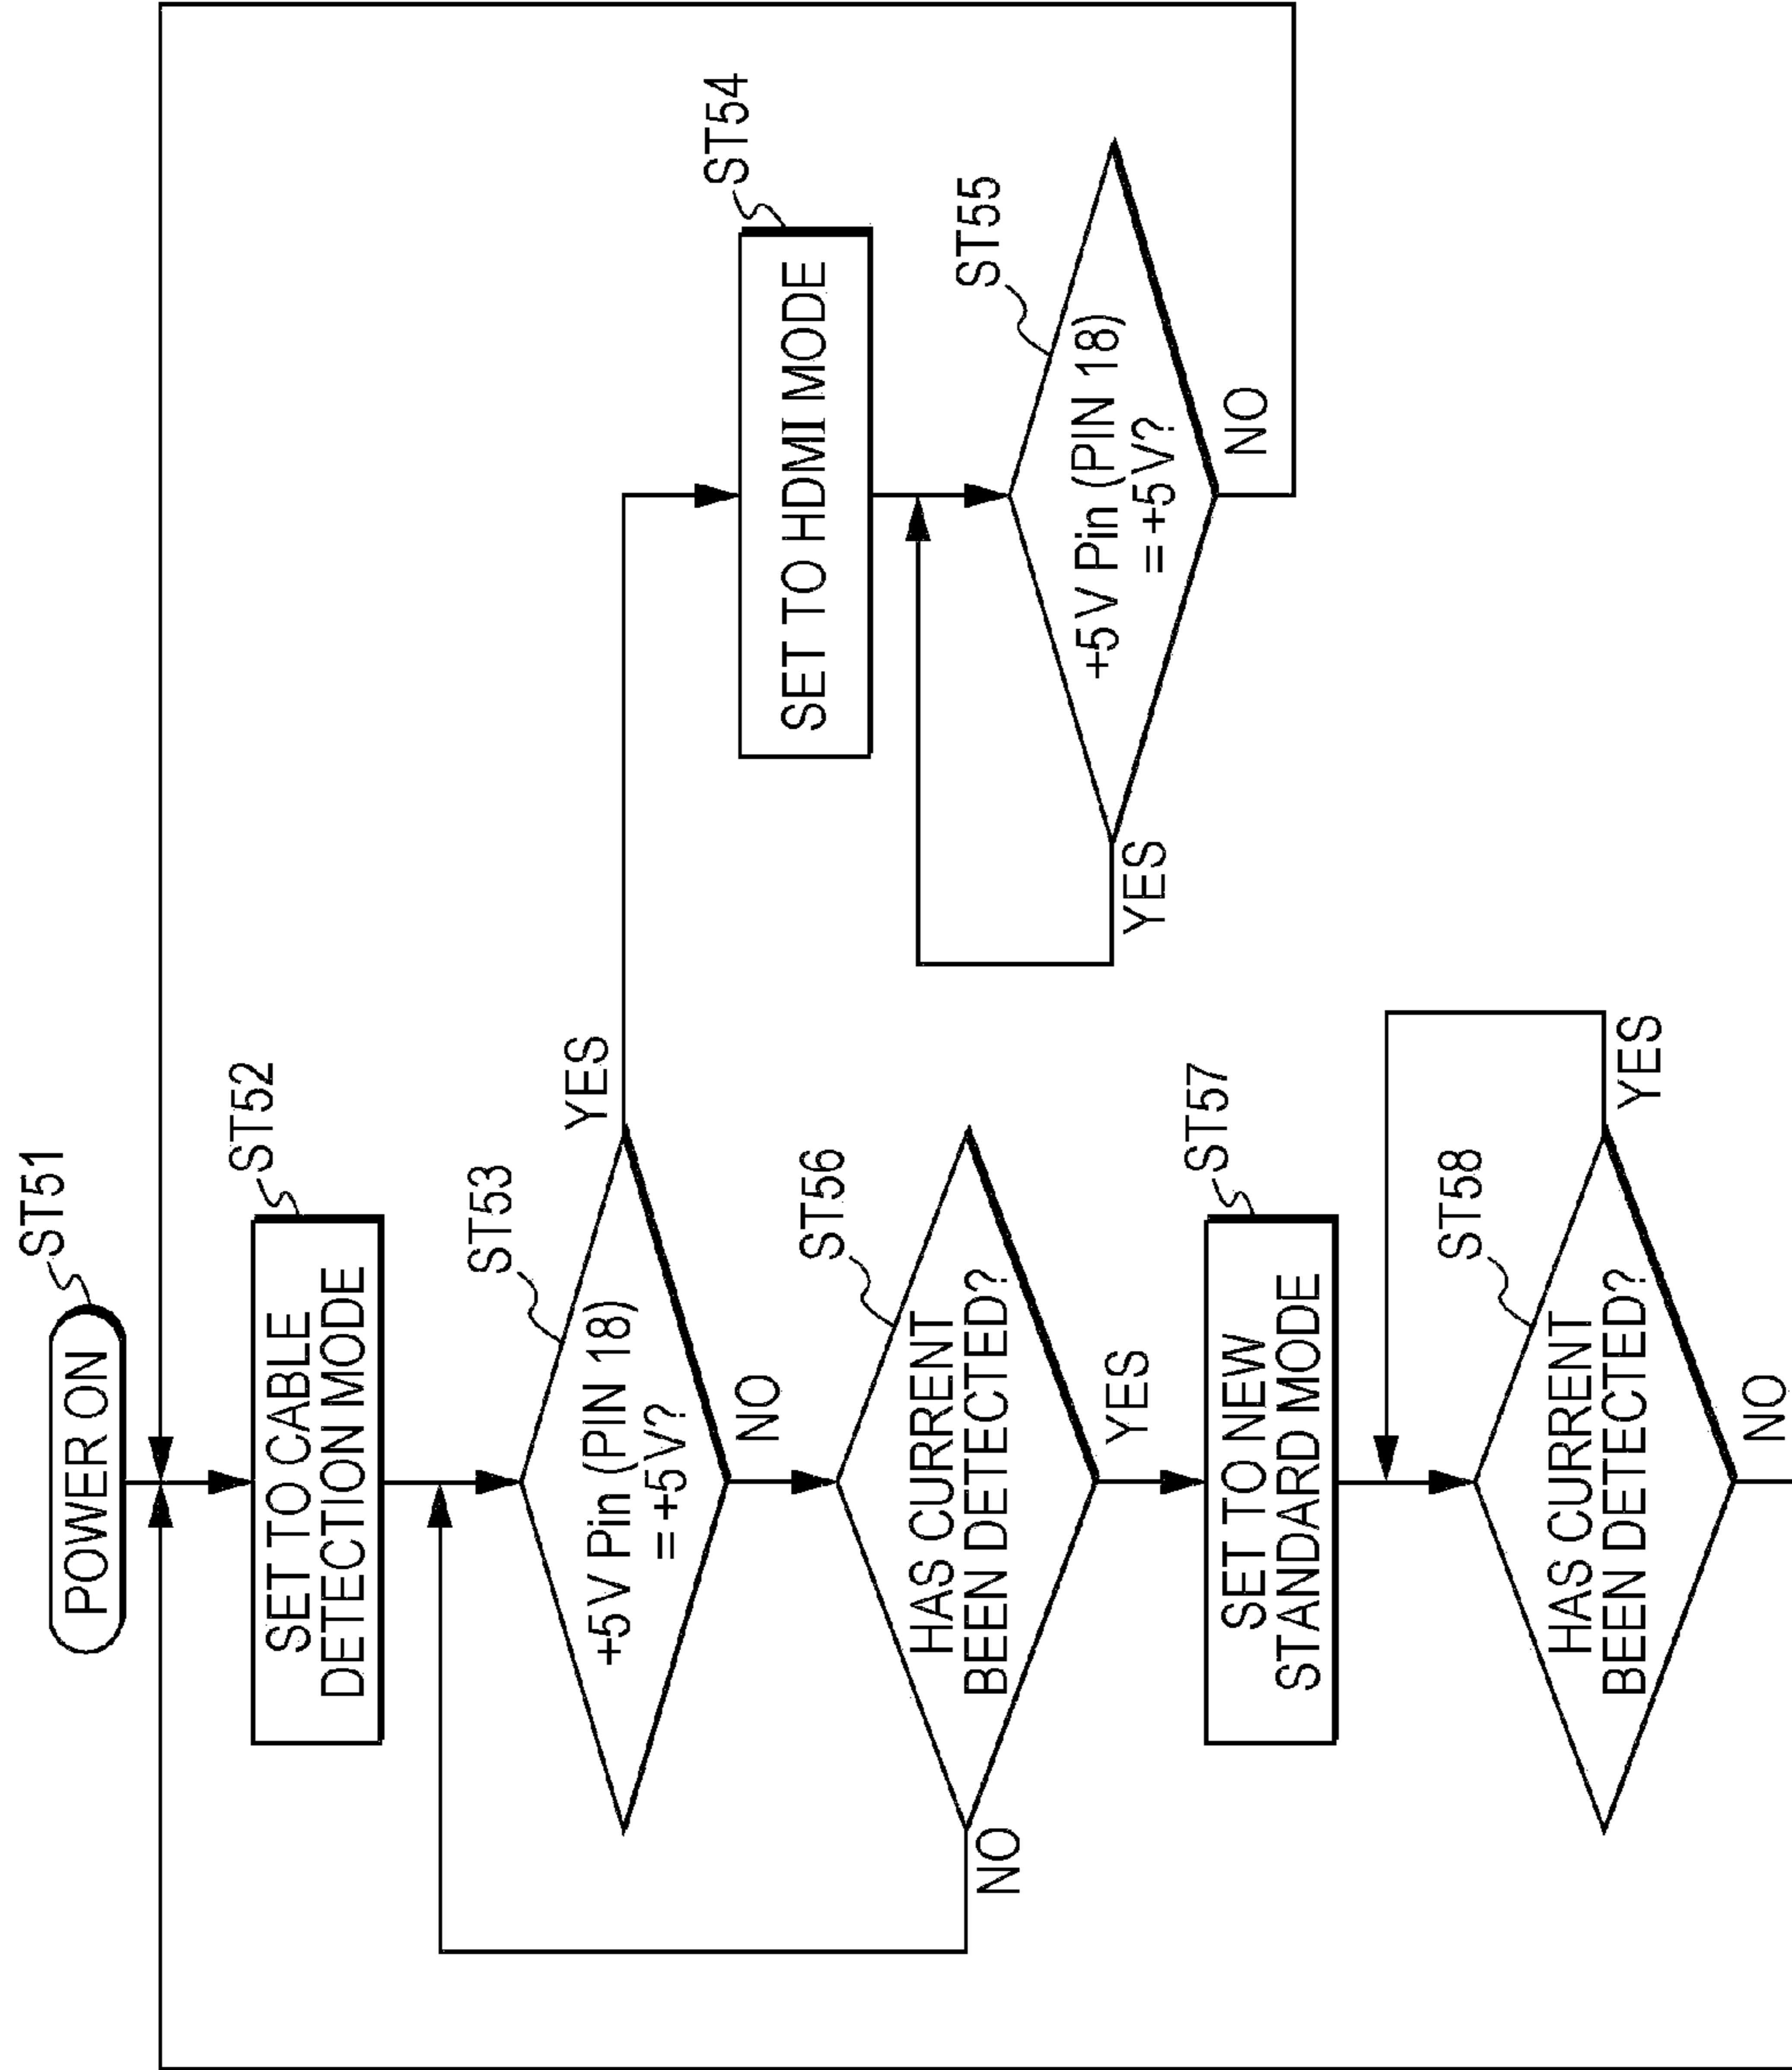 ST51
POWER ON
ST52
SET TO CABLE
DETECTION MODE
ST53
+5 V Pin (PIN 18)
= +5 V?
YES
NO
ST54
SET TO HDMI MODE
ST55
+5 V Pin (PIN 18)
= +5 V?
YES
NO
ST56
HAS CURRENT
BEEN DETECTED?
NO
YES
ST57
SET TO NEW
STANDARD MODE
ST58
HAS CURRENT
BEEN DETECTED?
YES
NO